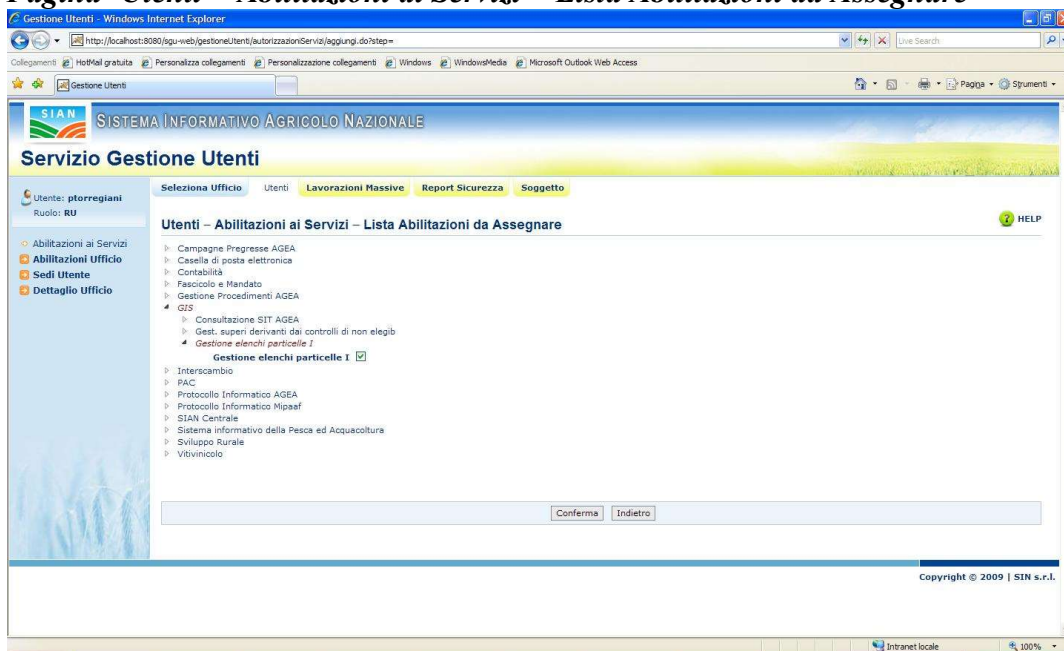 Pagina "Utenti – Abilitazioni ai Servizi – Lista Abilitazioni da Assegnare"
Gestione Utenti - Windows Internet Explorer
http://localhost:8080/sgu-web/gestioneUtenti/autorizzazioniServizi/aggiungi.do?step=
Live Search
Collegamenti HotMail gratuita Personalizza collegamenti Personalizzazione collegamenti Windows WindowsMedia Microsoft Outlook Web Access
Gestione Utenti
Pagina Strumenti
SIAN
SISTEMA INFORMATIVO AGRICOLO NAZIONALE
Servizio Gestione Utenti
Seleziona Ufficio Utenti Lavorazioni Massive Report Sicurezza Soggetto
Utente: ptorregiani
Ruolo: RU
Abilitazioni ai Servizi
Abilitazioni Ufficio
Sedi Utente
Dettaglio Ufficio
Utenti – Abilitazioni ai Servizi – Lista Abilitazioni da Assegnare
HELP
Campagne Pregresse AGEA
Casella di posta elettronica
Contabilità
Fascicolo e Mandato
Gestione Procedimenti AGEA
GIS
Consultazione SIT AGEA
Gest. superi derivanti dai controlli di non elegib
Gestione elenchi particelle I
Gestione elenchi particelle I
Interscambio
PAC
Protocollo Informatico AGEA
Protocollo Informatico Mipaaf
SIAN Centrale
Sistema informativo della Pesca ed Acquacoltura
Sviluppo Rurale
Vitivinicolo
Conferma Indietro
Copyright © 2009 | SIN s.r.l.
Intranet locale 100%